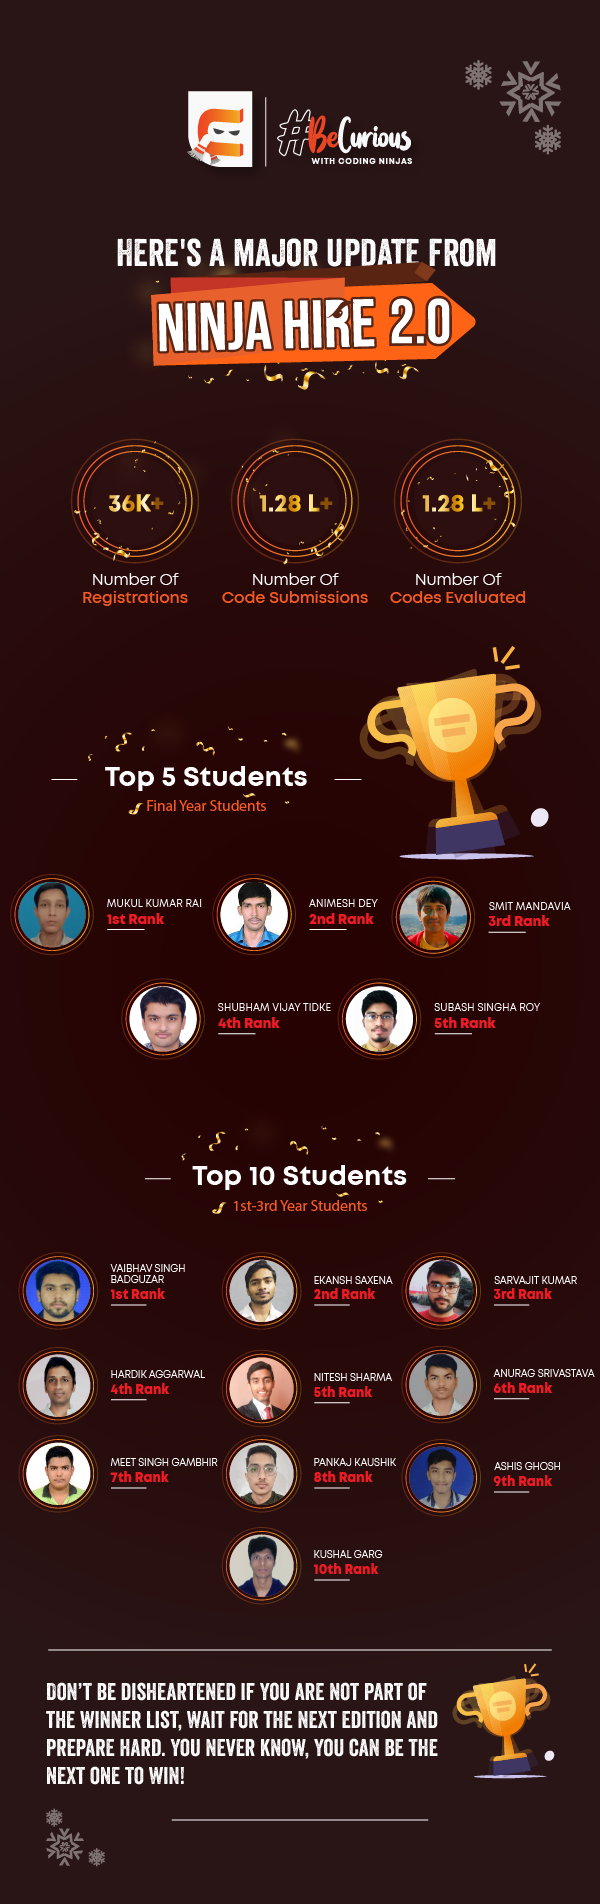 #BeCurious
WITH CODING NINJAS
HERE'S A MAJOR UPDATE FROM
NINJA HIRE 2.0
36K+
1.28 L+
1.28 L+
Number Of
Registrations
Number Of
Code Submissions
Number Of
Codes Evaluated
Top 5 Students
Final Year Students
MUKUL KUMAR RAI
1st Rank
ANIMESH DEY
2nd Rank
SMIT MANDAVIA
3rd Rank
SHUBHAM VIJAY TIDKE
4th Rank
SUBASH SINGHA ROY
5th Rank
Top 10 Students
1st-3rd Year Students
VAIBHAV SINGH
BADGUZAR
1st Rank
EKANSH SAXENA
2nd Rank
SARVAJIT KUMAR
3rd Rank
HARDIK AGGARWAL
4th Rank
NITESH SHARMA
5th Rank
ANURAG SRIVASTAVA
6th Rank
MEET SINGH GAMBHIR
7th Rank
PANKAJ KAUSHIK
8th Rank
ASHIS GHOSH
9th Rank
KUSHAL GARG
10th Rank
DON'T BE DISHEARTENED IF YOU ARE NOT PART OF
THE WINNER LIST, WAIT FOR THE NEXT EDITION AND
PREPARE HARD. YOU NEVER KNOW, YOU CAN BE THE
NEXT ONE TO WIN!